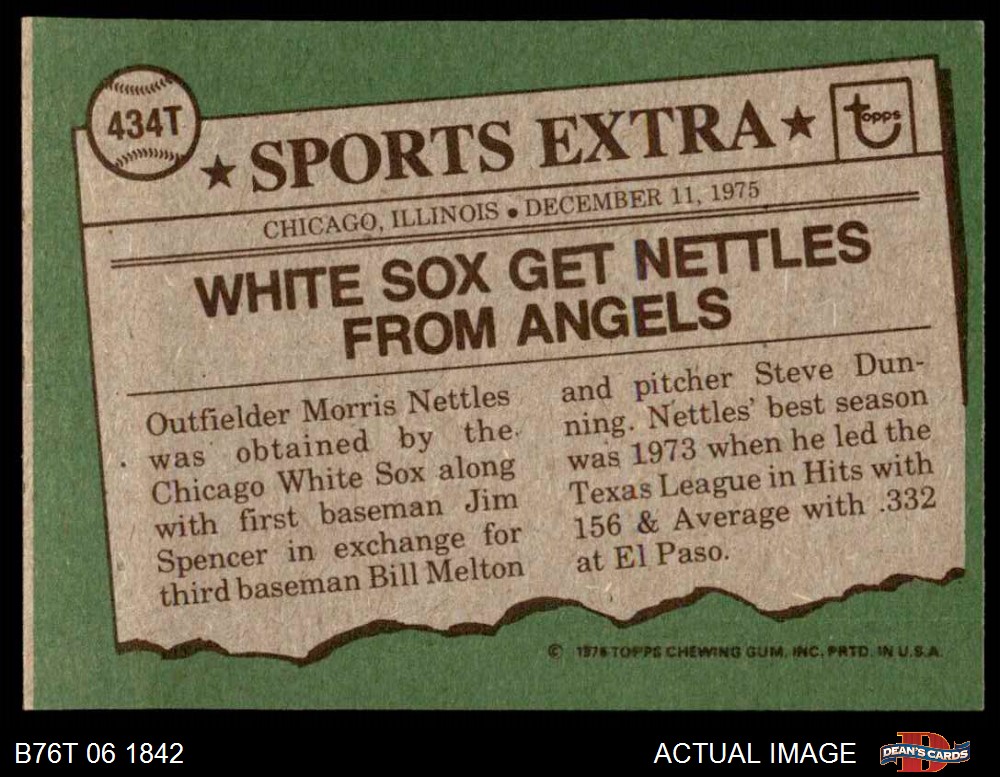 434T
★ SPORTS EXTRA ★
topps
CHICAGO, ILLINOIS • DECEMBER 11, 1975
WHITE SOX GET NETTLES
FROM ANGELS
Outfielder Morris Nettles
was obtained by the
Chicago White Sox along
with first baseman Jim
Spencer in exchange for
third baseman Bill Melton
and pitcher Steve Dun-
ning. Nettles' best season
was 1973 when he led the
Texas League in Hits with
156 & Average with .332
at El Paso.
© 1976 TOPPS CHEWING GUM, INC. PRTD. IN U.S.A.
B76T 06 1842
ACTUAL IMAGE
DEAN'S CARDS